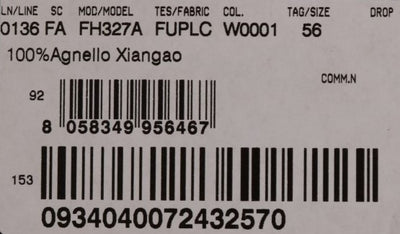 LN/LINE SC MOD/MODEL TES/FABRIC COL. TAG/SIZE DROP
0136 FA FH327A FUPLC W0001 56
100%Agnello Xiangao
COMM.N
92
8 058349 956467
153
0934040072432570